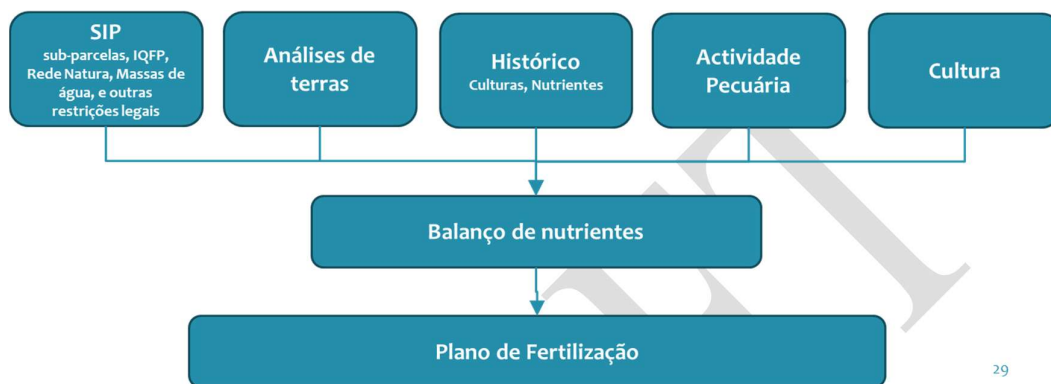 SIP
sub-parcelas, IQFP,
Rede Natura, Massas de
água, e outras
restrições legais
Análises de
terras
Histórico
Culturas, Nutrientes
Actividade
Pecuária
Cultura
Balanço de nutrientes
Plano de Fertilização
29